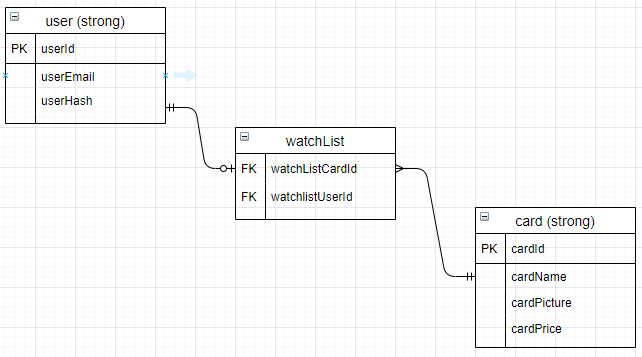 user (strong)
PK userId
userEmail
userHash
watchList
FK watchListCardId
FK watchlistUserId
card (strong)
PK cardId
cardName
cardPicture
cardPrice